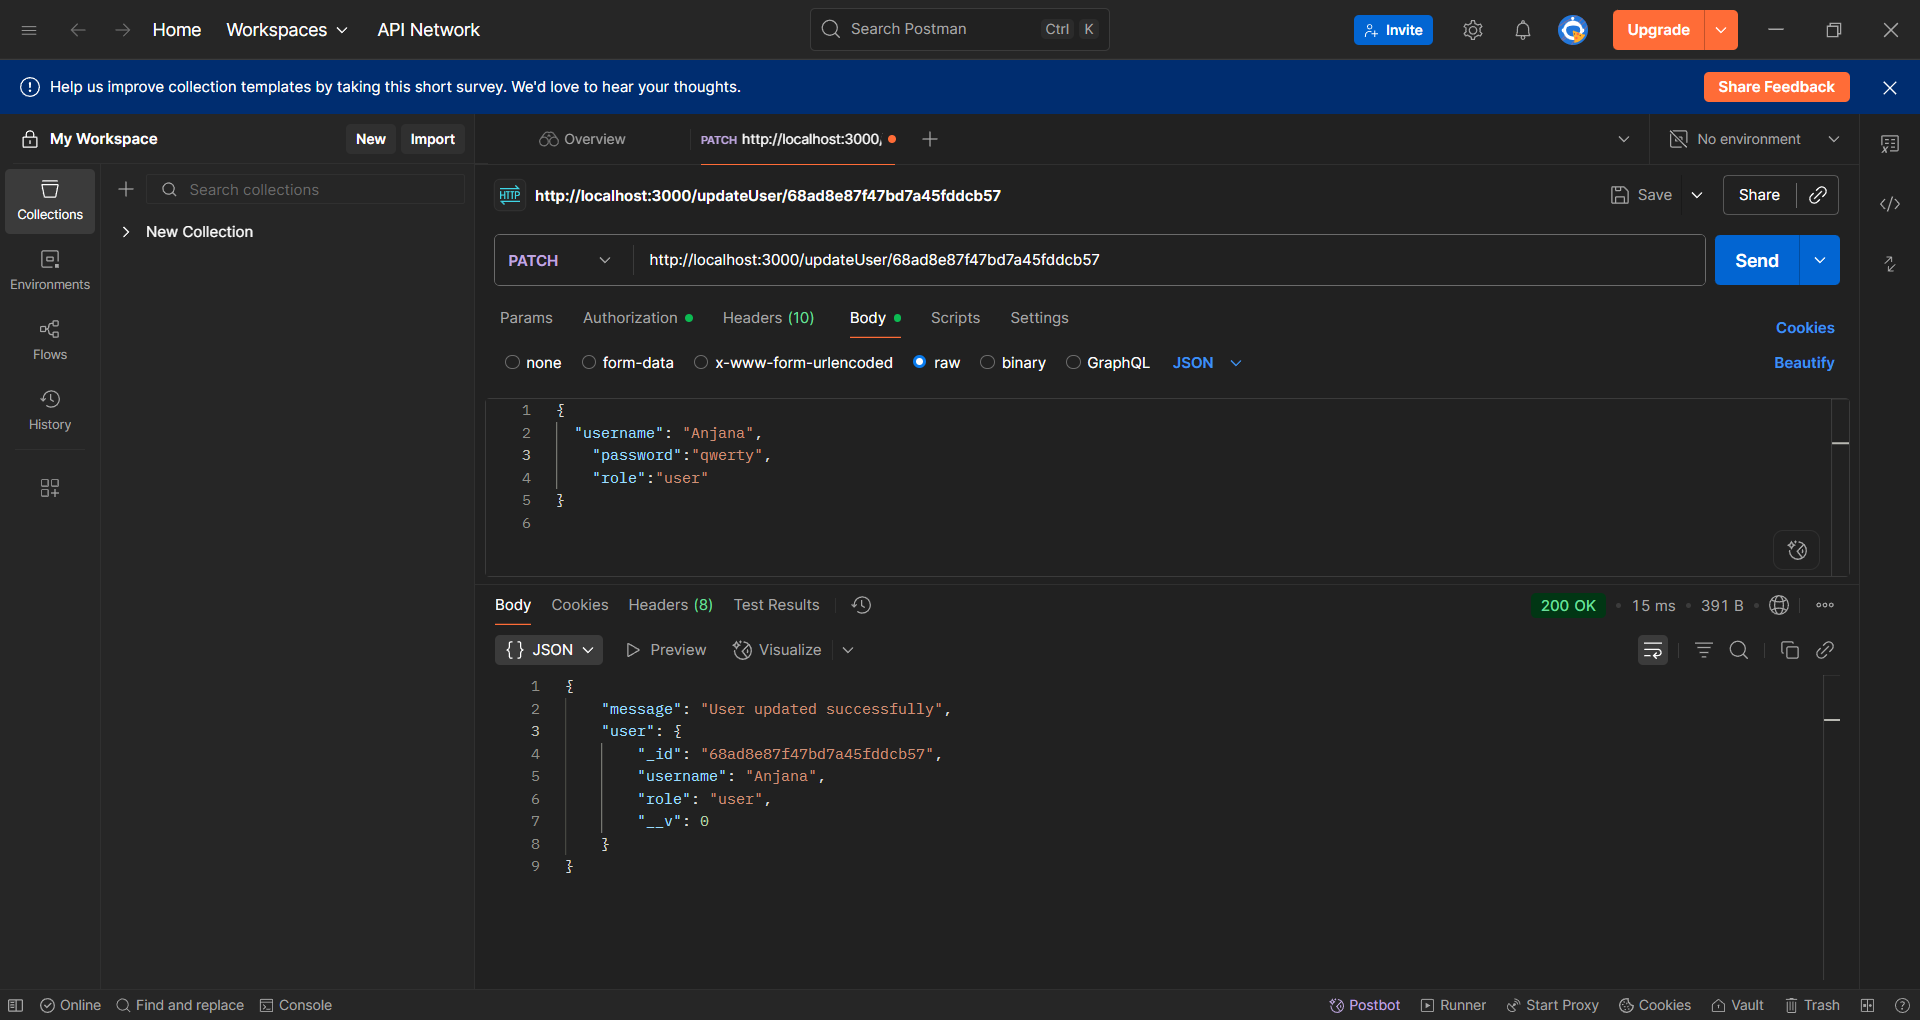 Home
Workspaces
API Network
Search Postman
Ctrl K
Invite
Upgrade
Help us improve collection templates by taking this short survey. We'd love to hear your thoughts.
Share Feedback
My Workspace
New
Import
Overview
PATCH http://localhost:3000/
No environment
Collections
Environments
Flows
History
Search collections
New Collection
HTTP
http://localhost:3000/updateUser/68ad8e87f47bd7a45fddcb57
Save
Share
PATCH
http://localhost:3000/updateUser/68ad8e87f47bd7a45fddcb57
Send
Params
Authorization
Headers (10)
Body
Scripts
Settings
Cookies
none
form-data
x-www-form-urlencoded
raw
binary
GraphQL
JSON
Beautify
1 {
2 "username": "Anjana",
3 "password":"qwerty",
4 "role":"user"
5 }
6
Body
Cookies
Headers (8)
Test Results
200 OK
15 ms
391 B
{} JSON
Preview
Visualize
1 {
2 "message": "User updated successfully",
3 "user": {
4 "_id": "68ad8e87f47bd7a45fddcb57",
5 "username": "Anjana",
6 "role": "user",
7 "__v": 0
8 }
9 }
Online
Find and replace
Console
Postbot
Runner
Start Proxy
Cookies
Vault
Trash